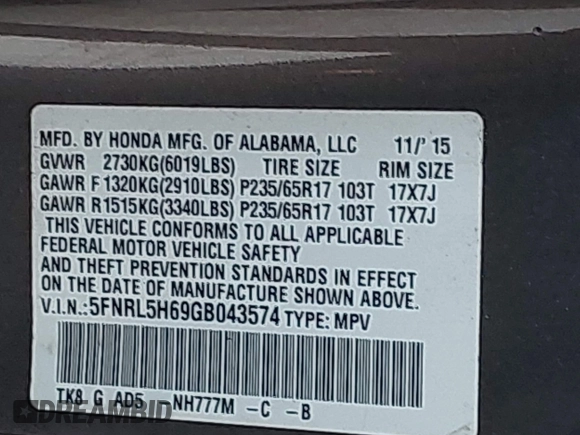 MFD. BY HONDA MFG. OF ALABAMA, LLC 11/' 15
GVWR 2730KG(6019LBS) TIRE SIZE RIM SIZE
GAWR F 1320KG(2910LBS) P235/65R17 103T 17X7J
GAWR R 1515KG(3340LBS) P235/65R17 103T 17X7J
THIS VEHICLE CONFORMS TO ALL APPLICABLE
FEDERAL MOTOR VEHICLE SAFETY
AND THEFT PREVENTION STANDARDS IN EFFECT
ON THE DATE OF MANUFACTURE SHOWN ABOVE.
V.I.N.:5FNRL5H69GB043574 TYPE: MPV
TK8 G AD5 NH777M -C -B
DREAMBID